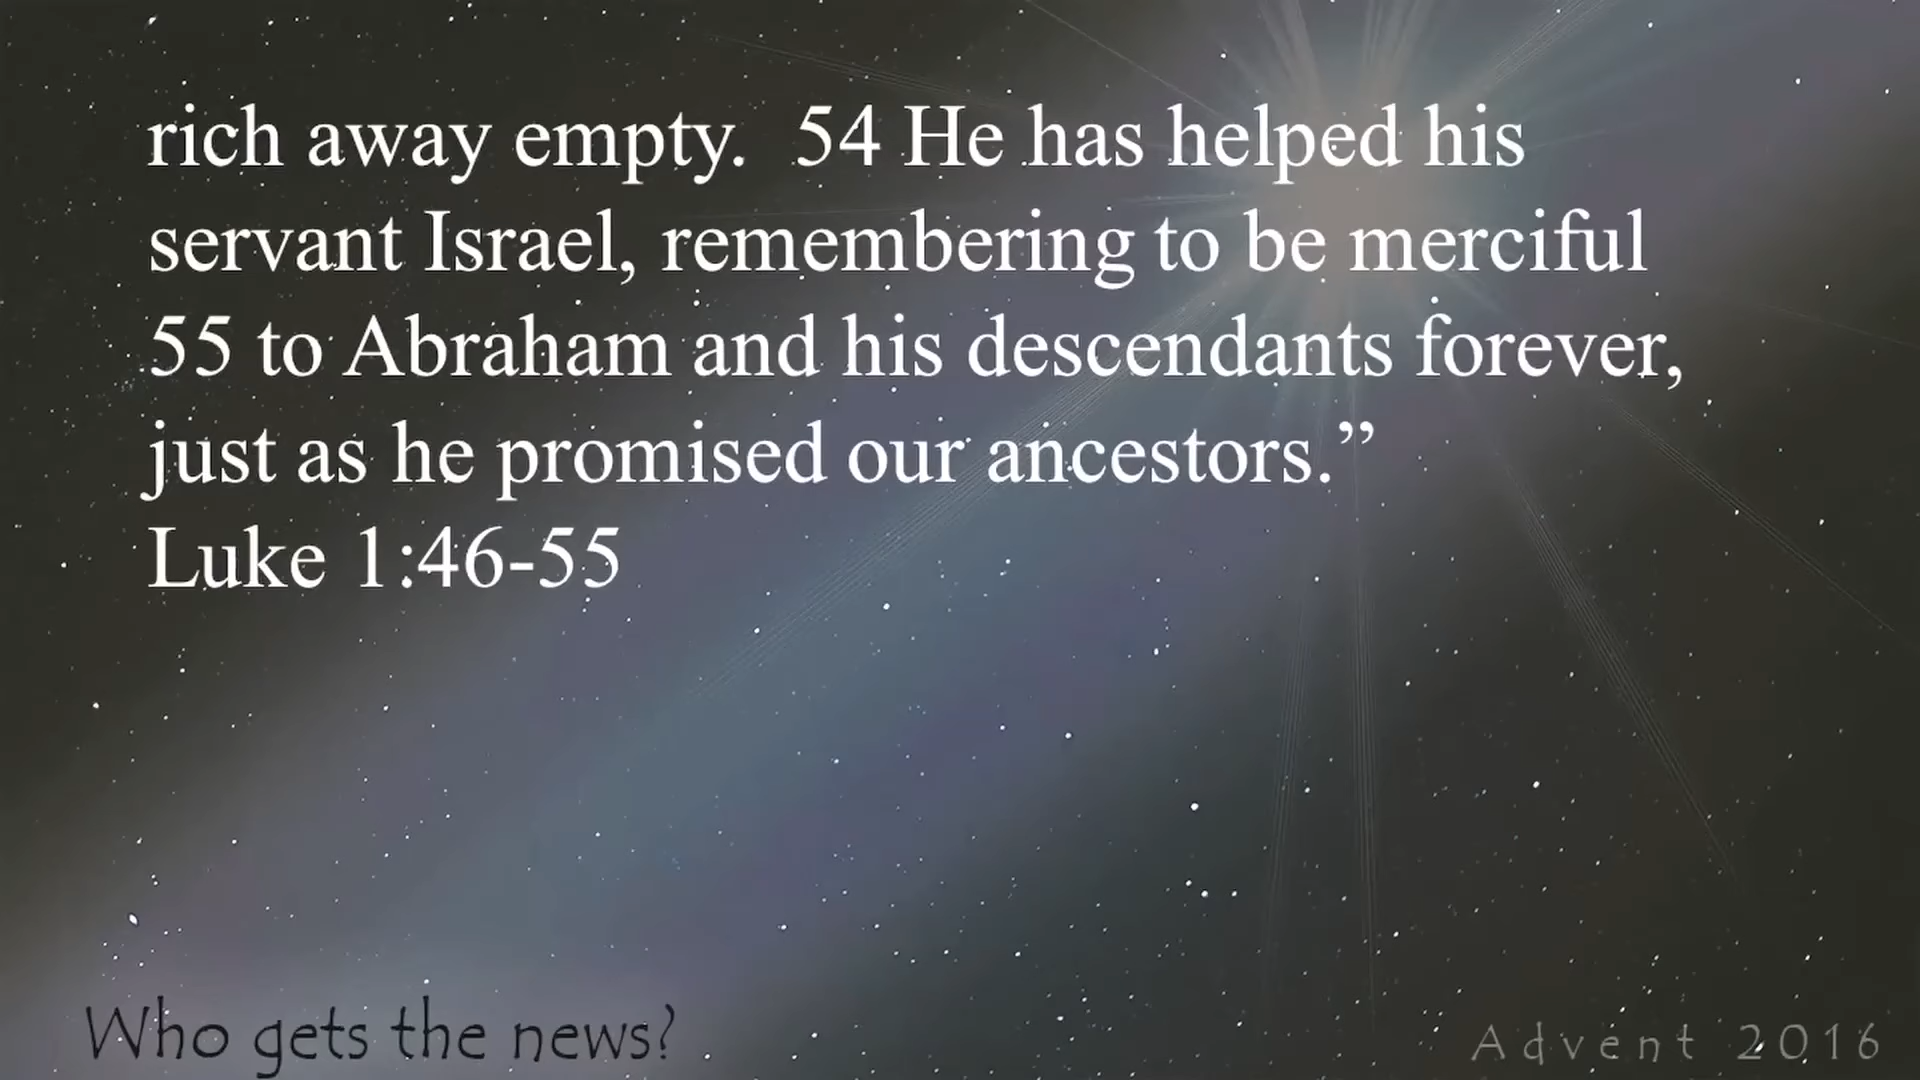 rich away empty.  54 He has helped his
servant Israel, remembering to be merciful
55 to Abraham and his descendants forever,
just as he promised our ancestors.”
Luke 1:46-55
Who gets the news?
Advent 2016